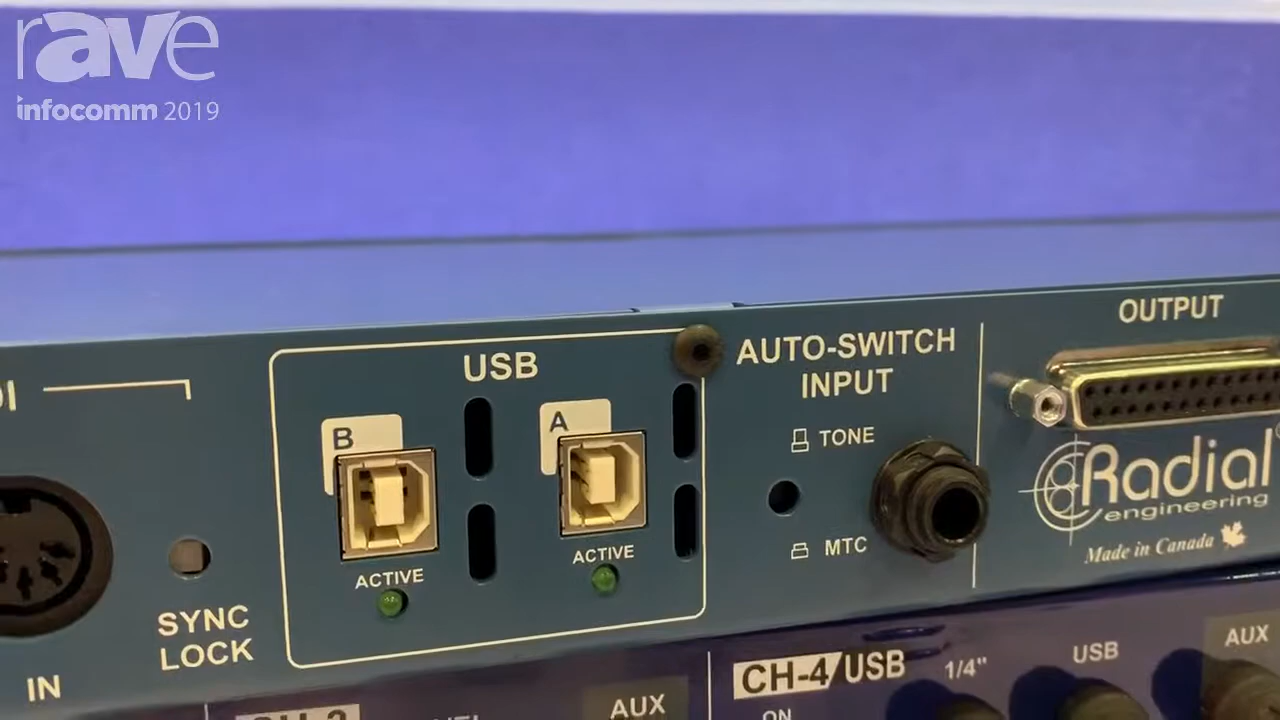 rave
infocomm 2019
OUTPUT
USB
AUTO-SWITCH
INPUT
B
A
TONE
Radial
engineering
MTC
Made in Canada
ACTIVE
ACTIVE
SYNC
LOCK
IN
CH-4/USB
1/4"
USB
AUX
AUX
ON